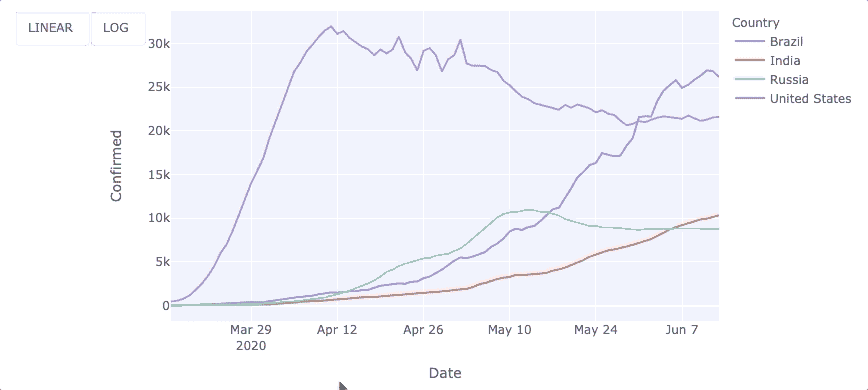 LINEAR LOG
Country
Brazil
India
Russia
United States
Confirmed
30k
25k
20k
15k
10k
5k
0
Mar 29 Apr 12 Apr 26 May 10 May 24 Jun 7
2020
Date